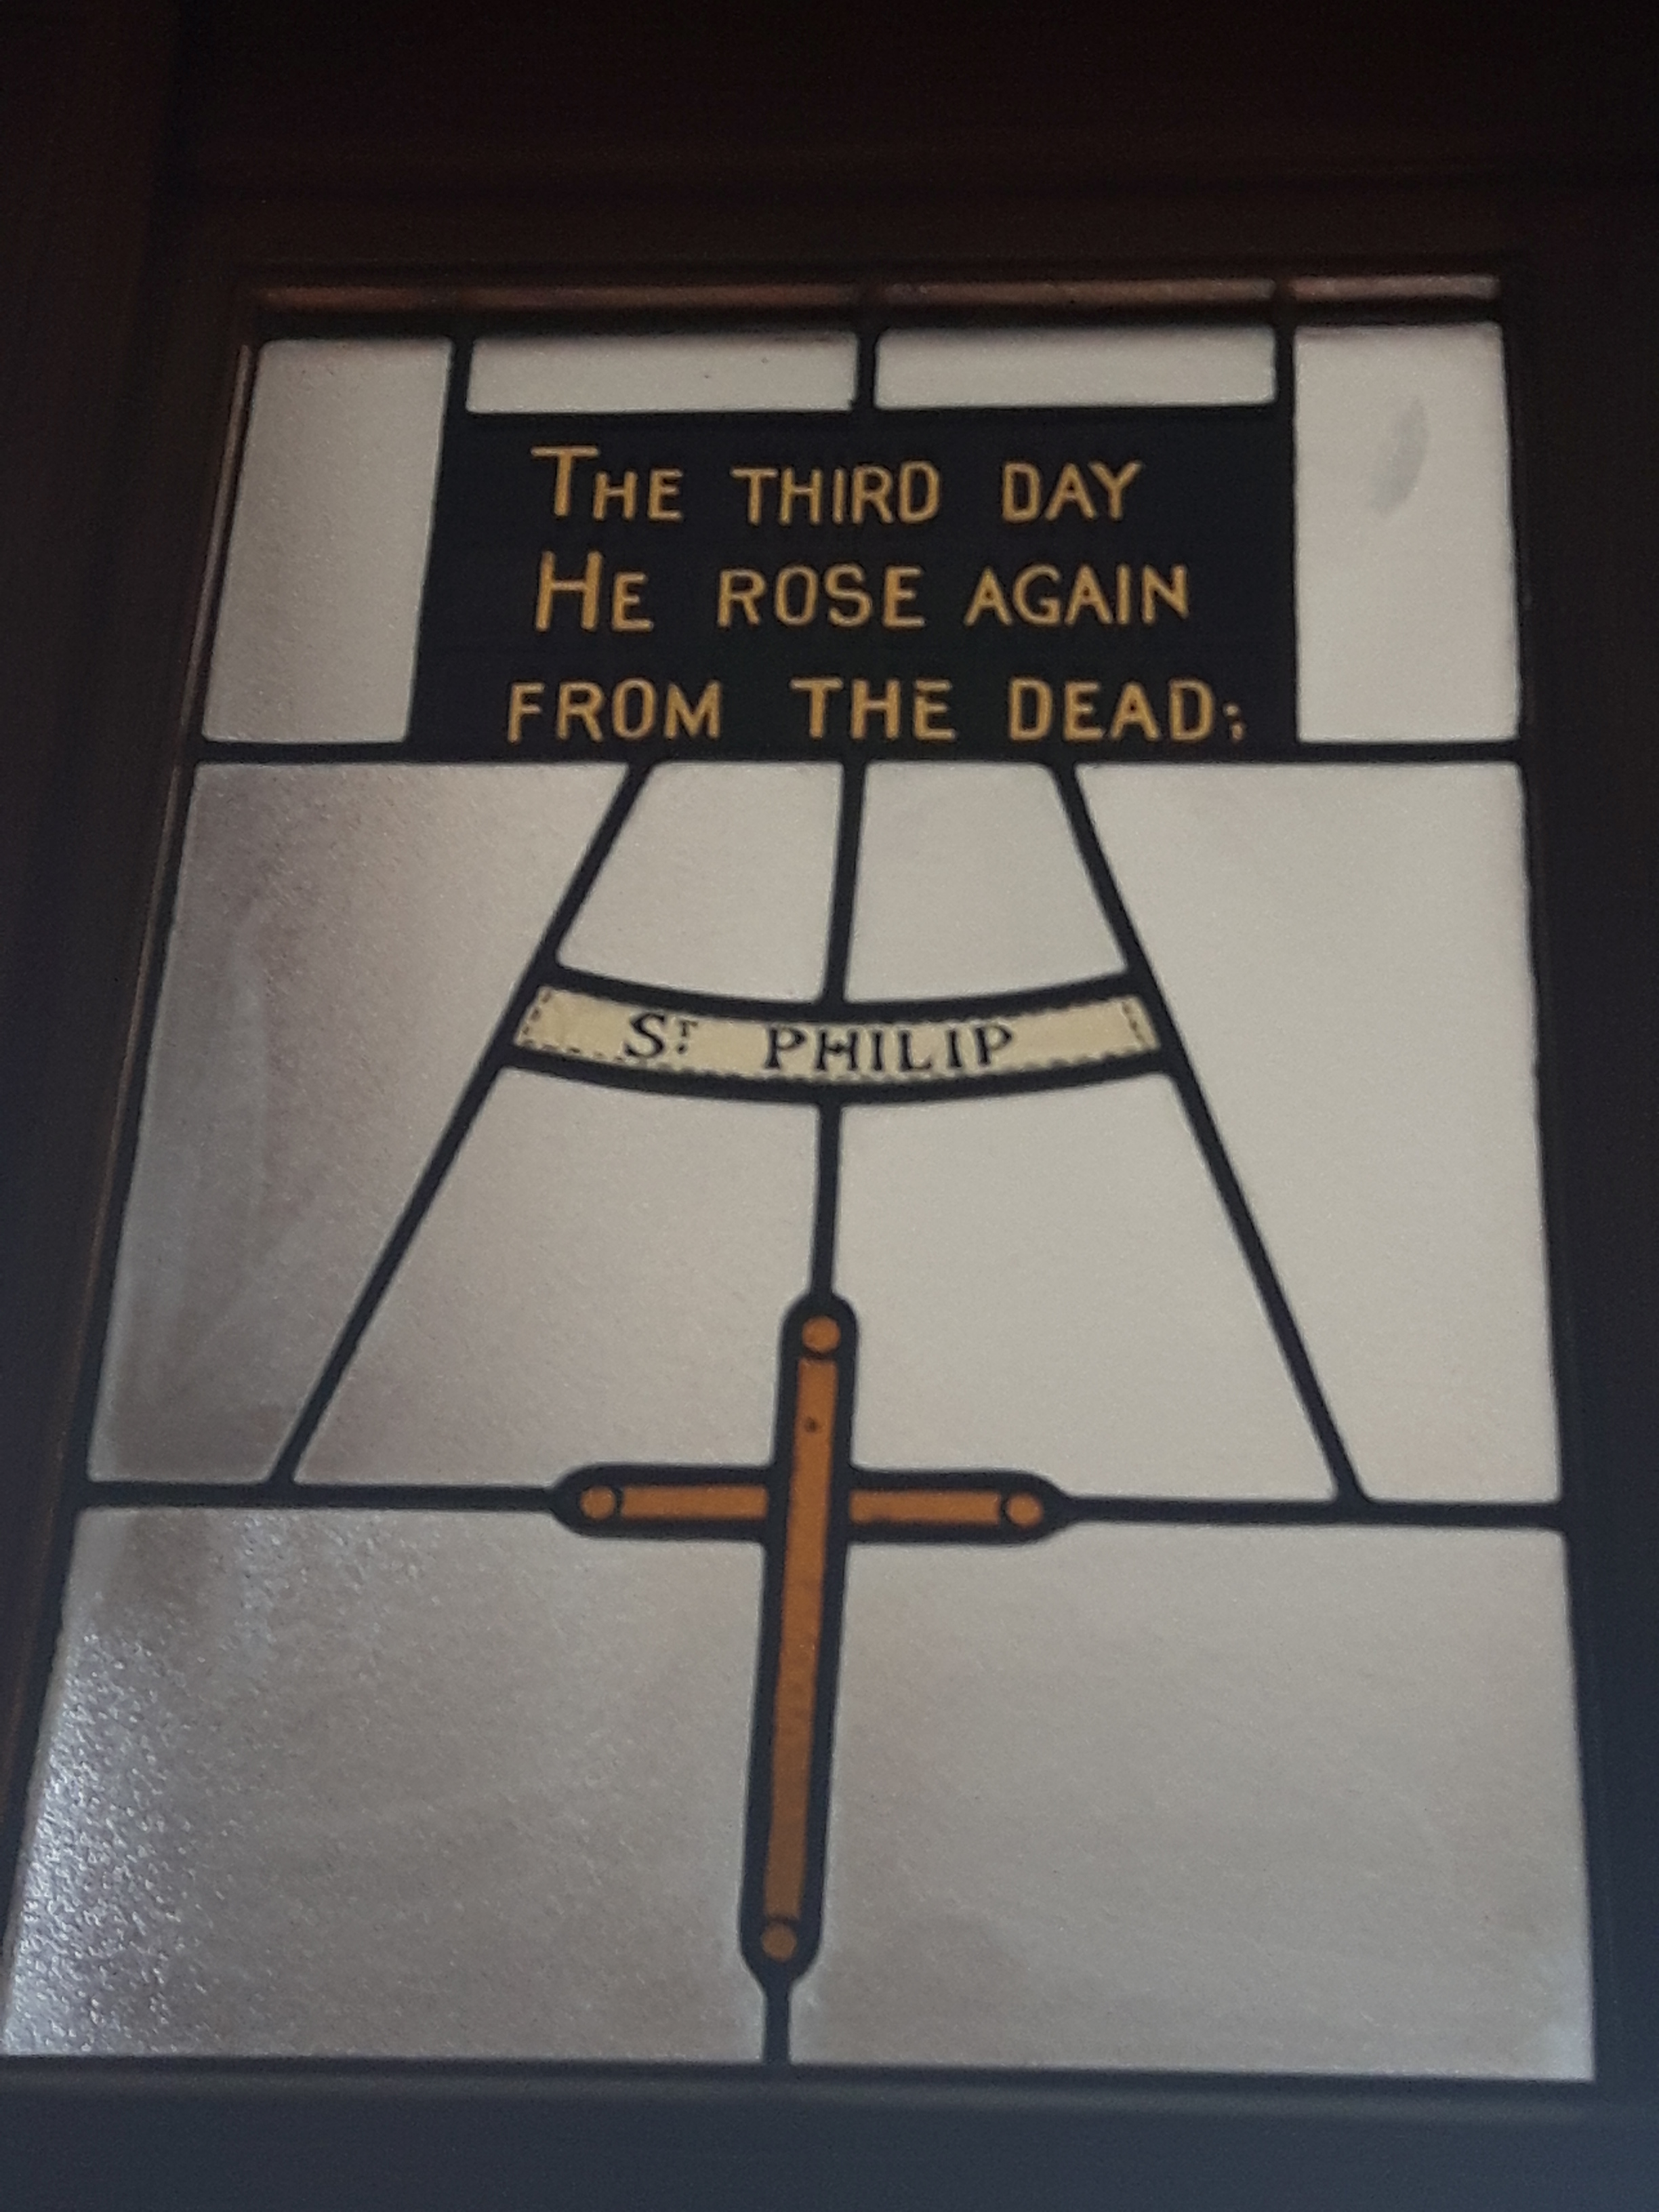 THE THIRD DAY
HE ROSE AGAIN
FROM THE DEAD;
ST. PHILIP